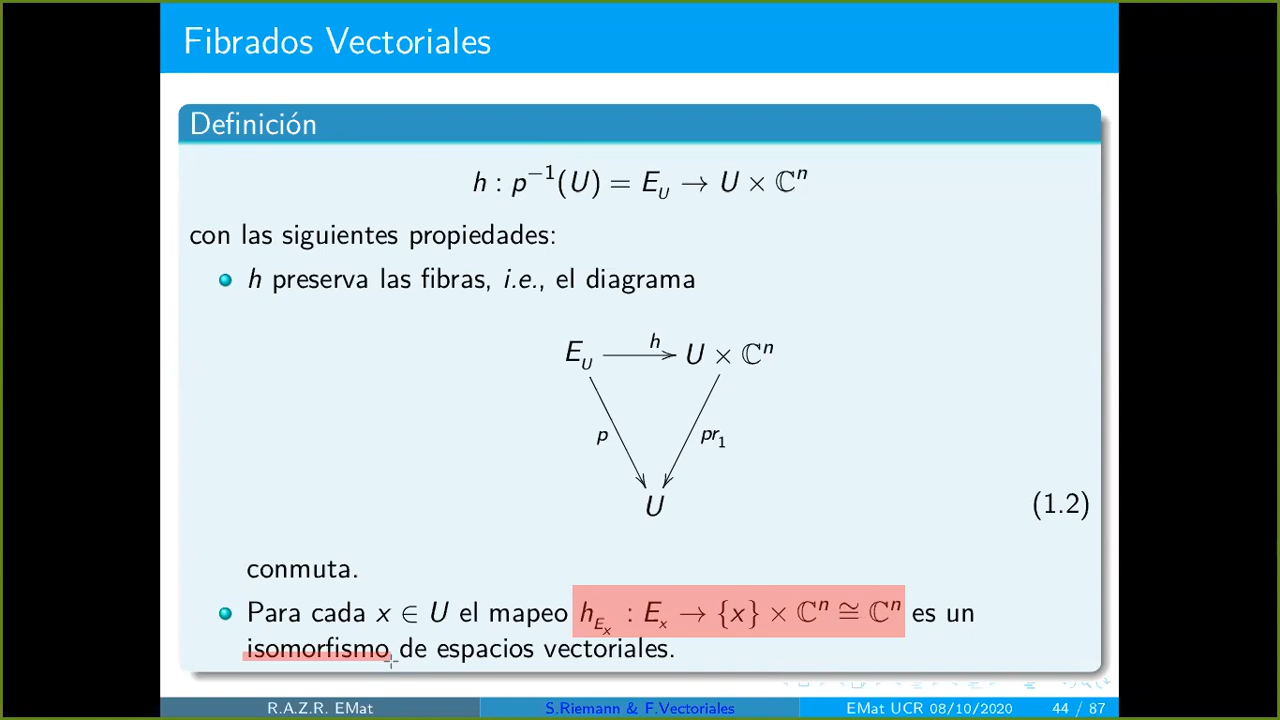 Fibrados Vectoriales
Definición
h : p⁻¹(U) = E_U → U × ℂⁿ
con las siguientes propiedades:
h preserva las fibras, i.e., el diagrama
E_U h U × ℂⁿ
p pr₁
U
(1.2)
conmuta.
Para cada x ∈ U el mapeo h_{E_x} : E_x → {x} × ℂⁿ ≅ ℂⁿ es un
isomorfismo de espacios vectoriales.
R.A.Z.R. EMat S.Riemann & F.Vectoriales EMat UCR 08/10/2020 44 / 87